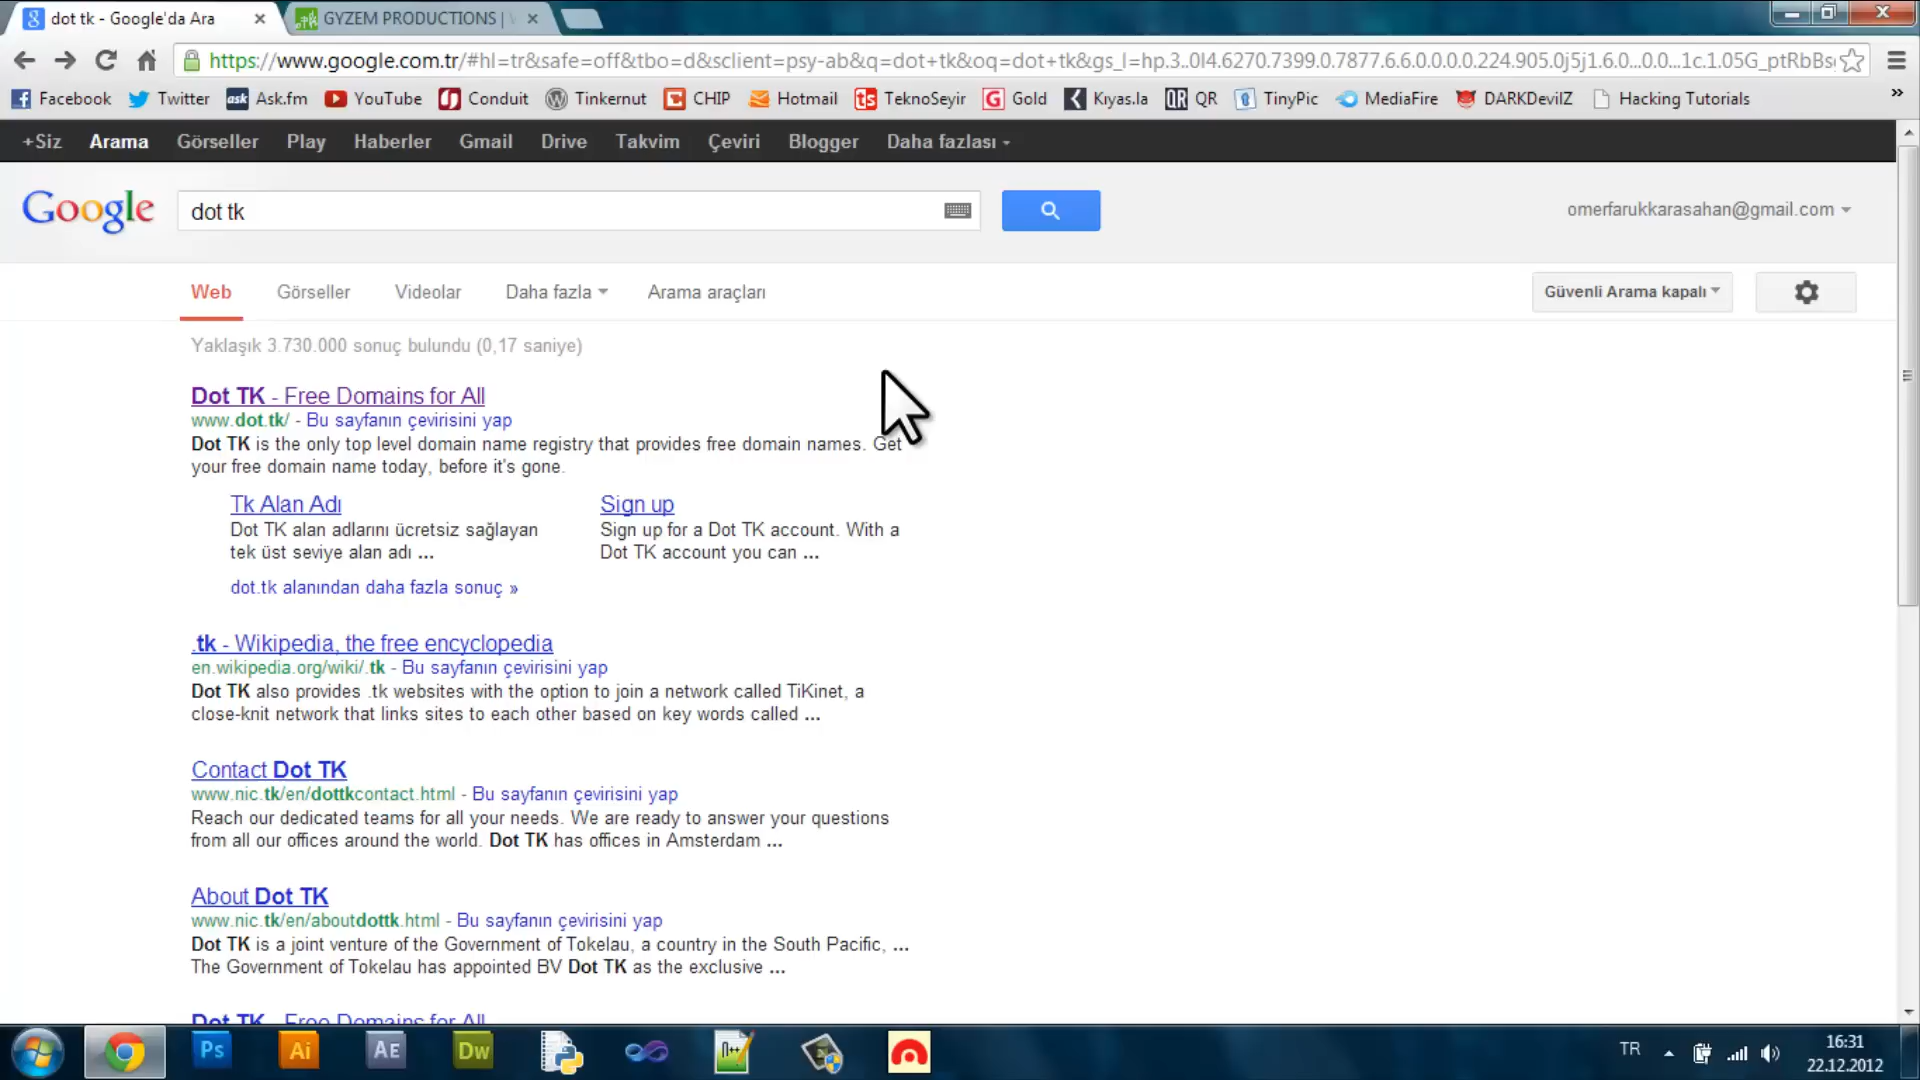 dot tk - Google'da Ara
GYZEM PRODUCTIONS |
https://www.google.com.tr/#hl=tr&safe=off&tbo=d&sclient=psy-ab&q=dot+tk&oq=dot+tk&gs_l=hp.3..0l4.6270.7399.0.7877.6.6.0.0.0.0.224.905.0j5j1.6.0...0.0...1c.1.05G_ptRbBs
Facebook Twitter ask Ask.fm YouTube Conduit Tinkernut CHIP Hotmail ts TeknoSeyir G Gold Kıyas.la QR QR TinyPic MediaFire DARKDevilZ Hacking Tutorials »
+Siz Arama Görseller Play Haberler Gmail Drive Takvim Çeviri Blogger Daha fazlası
Google dot tk omerfarukkarasahan@gmail.com
Web Görseller Videolar Daha fazla Arama araçları Güvenli Arama kapalı
Yaklaşık 3.730.000 sonuç bulundu (0,17 saniye)
Dot TK - Free Domains for All
www.dot.tk/ - Bu sayfanın çevirisini yap
Dot TK is the only top level domain name registry that provides free domain names. Get
your free domain name today, before it's gone.
Tk Alan Adı Sign up
Dot TK alan adlarını ücretsiz sağlayan Sign up for a Dot TK account. With a
tek üst seviye alan adı ... Dot TK account you can ...
dot.tk alanından daha fazla sonuç »
.tk - Wikipedia, the free encyclopedia
en.wikipedia.org/wiki/.tk - Bu sayfanın çevirisini yap
Dot TK also provides .tk websites with the option to join a network called TiKinet, a
close-knit network that links sites to each other based on key words called ...
Contact Dot TK
www.nic.tk/en/dottkcontact.html - Bu sayfanın çevirisini yap
Reach our dedicated teams for all your needs. We are ready to answer your questions
from all our offices around the world. Dot TK has offices in Amsterdam ...
About Dot TK
www.nic.tk/en/aboutdottk.html - Bu sayfanın çevirisini yap
Dot TK is a joint venture of the Government of Tokelau, a country in the South Pacific, ...
The Government of Tokelau has appointed BV Dot TK as the exclusive ...
Dot TK - Free Domains for All
Ps Ai AE Dw TR 16:31
22.12.2012